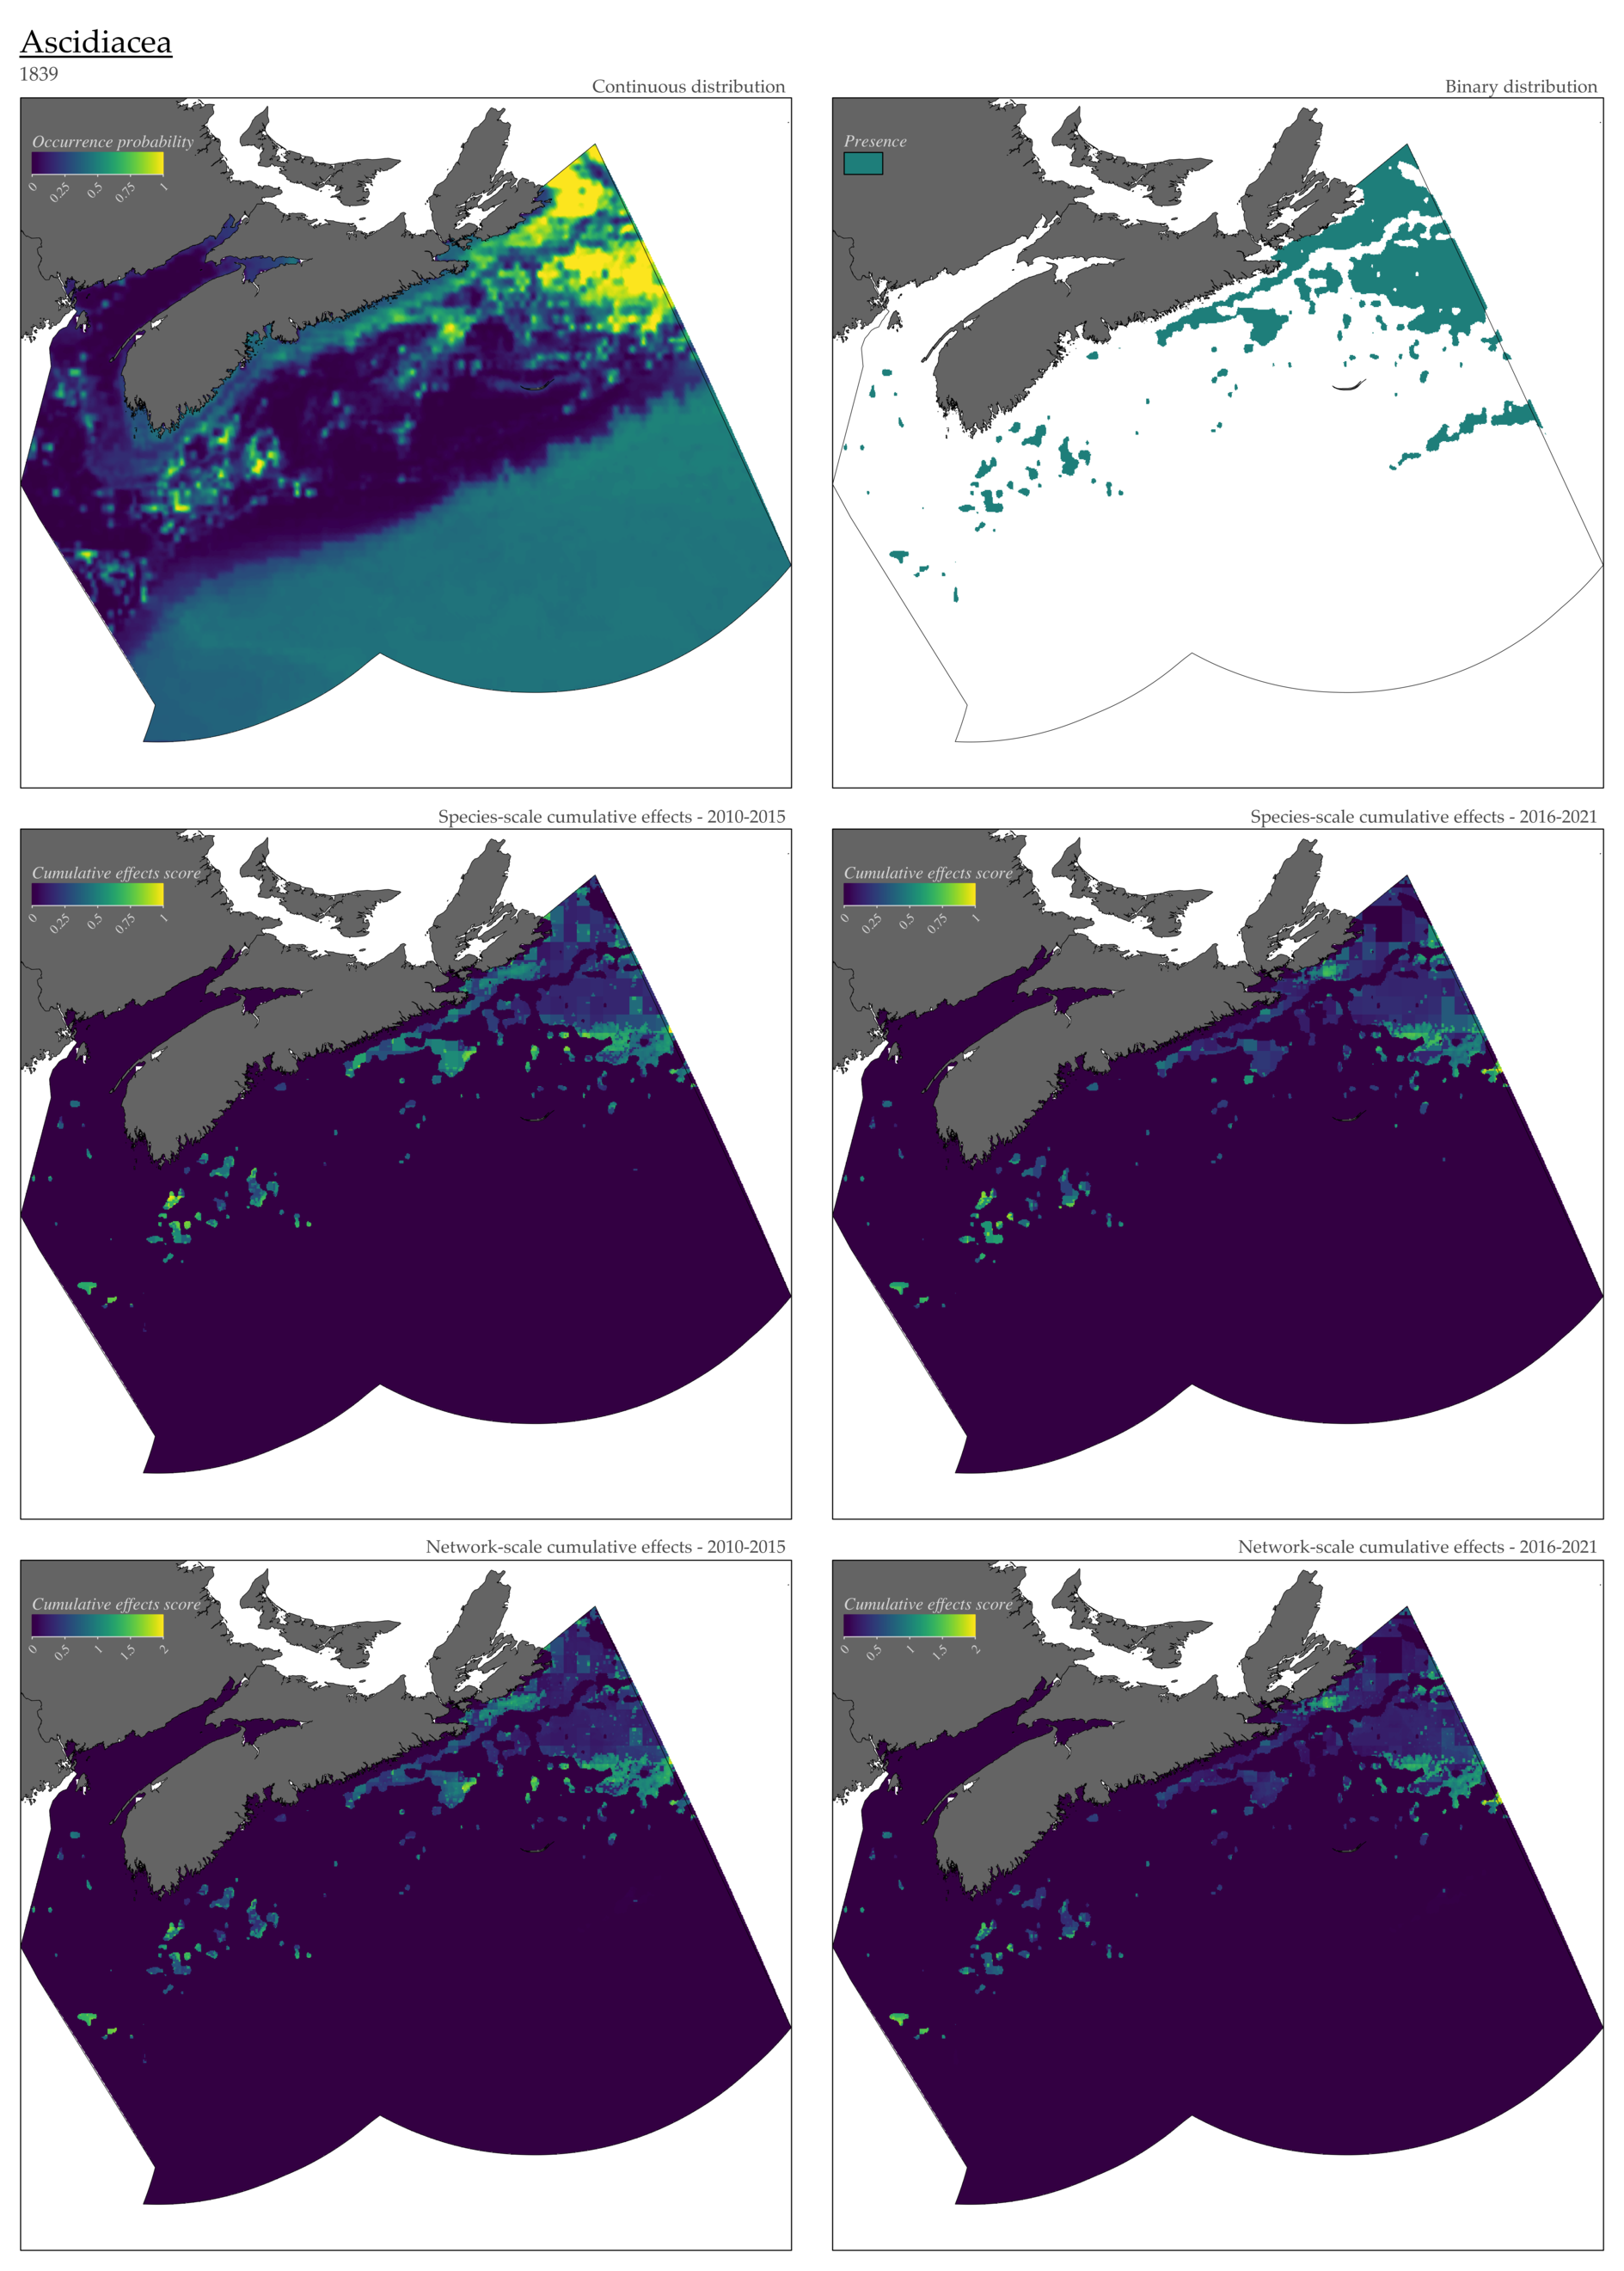 Ascidiacea
1839
Continuous distribution
Binary distribution
Occurrence probability
0 0.25 0.5 0.75 1
Presence
Species-scale cumulative effects - 2010-2015
Species-scale cumulative effects - 2016-2021
Cumulative effects score
0 0.25 0.5 0.75 1
Cumulative effects score
0 0.25 0.5 0.75 1
Network-scale cumulative effects - 2010-2015
Network-scale cumulative effects - 2016-2021
Cumulative effects score
0 0.5 1 1.5 2
Cumulative effects score
0 0.5 1 1.5 2